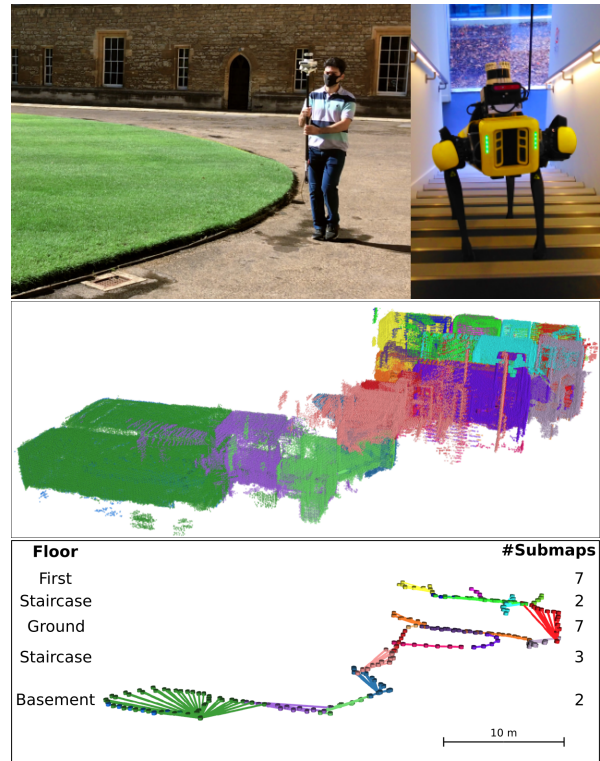 Floor #Submaps
First 7
Staircase 2
Ground 7
Staircase 3
Basement 2
10 m